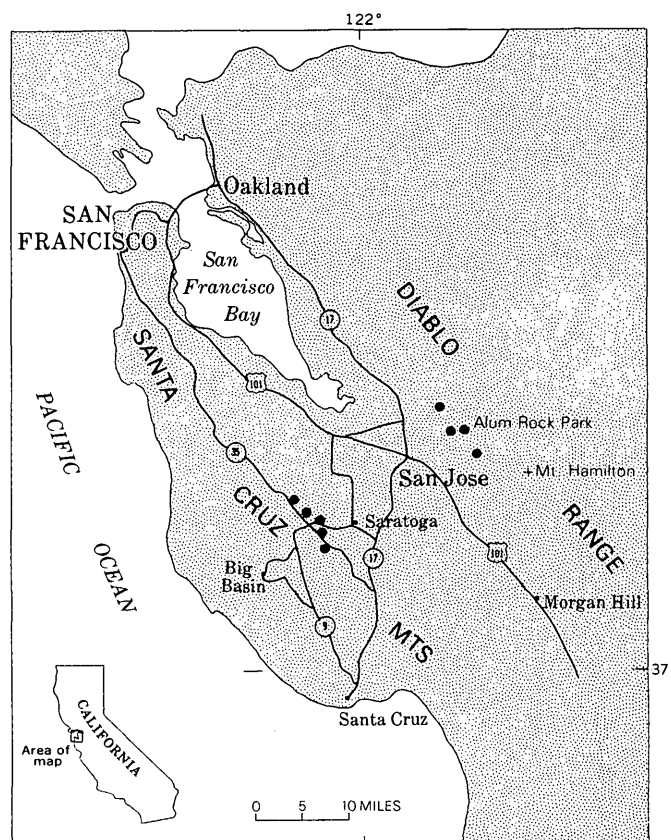 122°
Oakland
SAN
FRANCISCO
San
Francisco
Bay
DIABLO
17
SANTA
101
PACIFIC
Alum Rock Park
35
+Mt. Hamilton
San Jose
CRUZ
Saratoga
RANGE
OCEAN
17
101
Big
Basin
Morgan Hill
9
MTS
37
Santa Cruz
CALIFORNIA
Area of
map
0 5 10 MILES